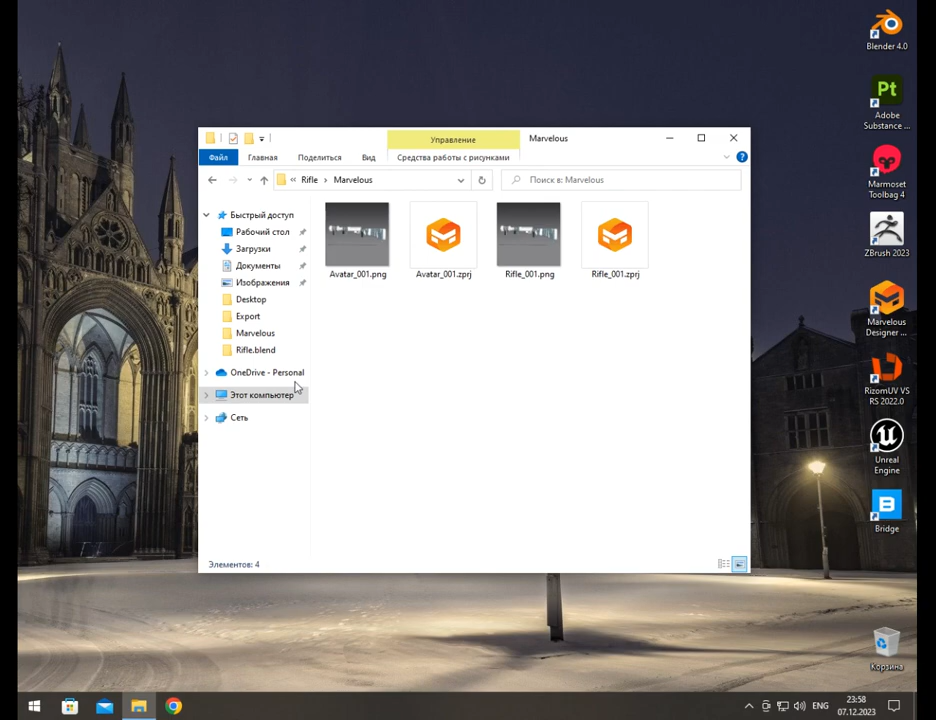 Управление
Marvelous
Файл
Главная
Поделиться
Вид
Средства работы с рисунками
« Rifle › Marvelous
Поиск в: Marvelous
Быстрый доступ
Рабочий стол
Загрузки
Документы
Изображения
Desktop
Export
Marvelous
Rifle.blend
OneDrive - Personal
Этот компьютер
Сеть
Avatar_001.png
Avatar_001.zprj
Rifle_001.png
Rifle_001.zprj
Элементов: 4
Blender 4.0
Pt
Adobe
Substance ...
Marmoset
Toolbag 4
ZBrush 2023
Marvelous
Designer ...
RizomUV VS
RS 2022.0
Unreal
Engine
B
Bridge
Корзина
ENG
23:58
07.12.2023